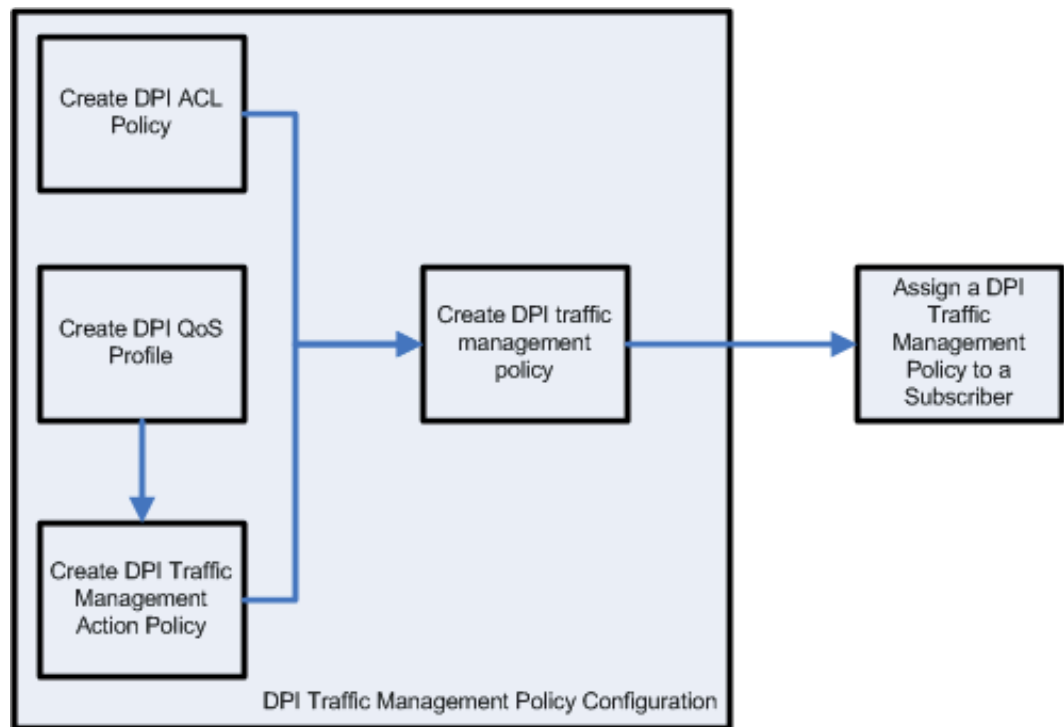 Create DPI ACL
Policy
Create DPI QoS
Profile
Create DPI Traffic
Management
Action Policy
Create DPI traffic
management
policy
Assign a DPI
Traffic
Management
Policy to a
Subscriber
DPI Traffic Management Policy Configuration